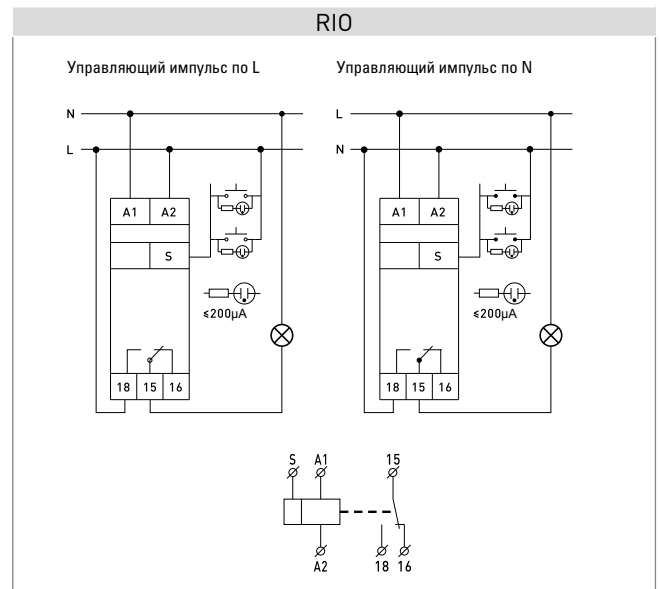 RIO
Управляющий импульс по L
Управляющий импульс по N
N
L
A1 A2
S
≤200µA
18 15 16
L
N
A1 A2
S
≤200µA
18 15 16
S A1 15
A2 18 16